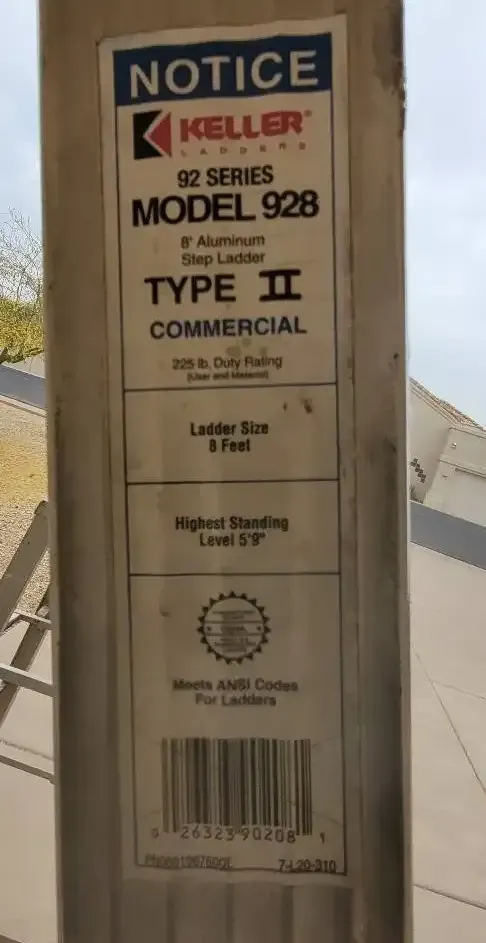 NOTICE
KELLER®
LADDERS
92 SERIES
MODEL 928
8' Aluminum
Step Ladder
TYPE II
COMMERCIAL
225 lb. Duty Rating
(User and Material)
Ladder Size
8 Feet
Highest Standing
Level 5'9"
Meets ANSI Codes
For Ladders
0 26323 90208 1
7-L20-310